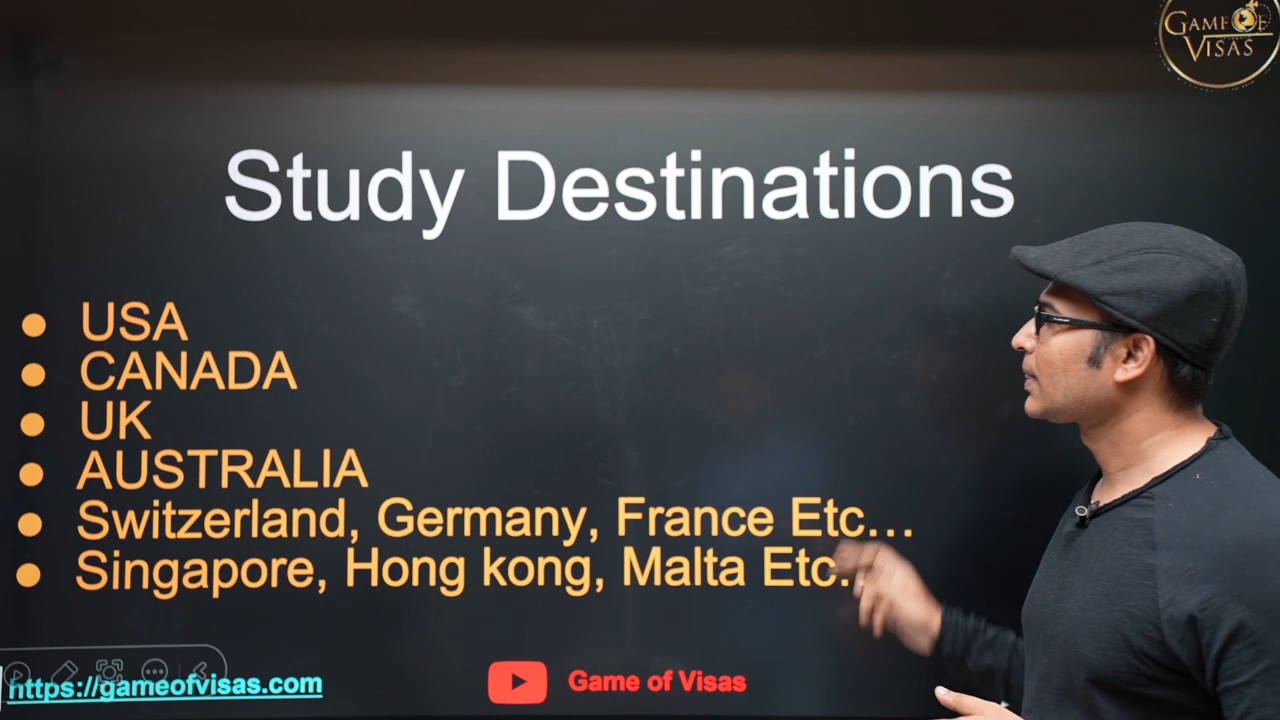 GAME OF
VISAS
Study Destinations
● USA
● CANADA
● UK
● AUSTRALIA
● Switzerland, Germany, France Etc...
● Singapore, Hong kong, Malta Etc..
https://gameofvisas.com
Game of Visas